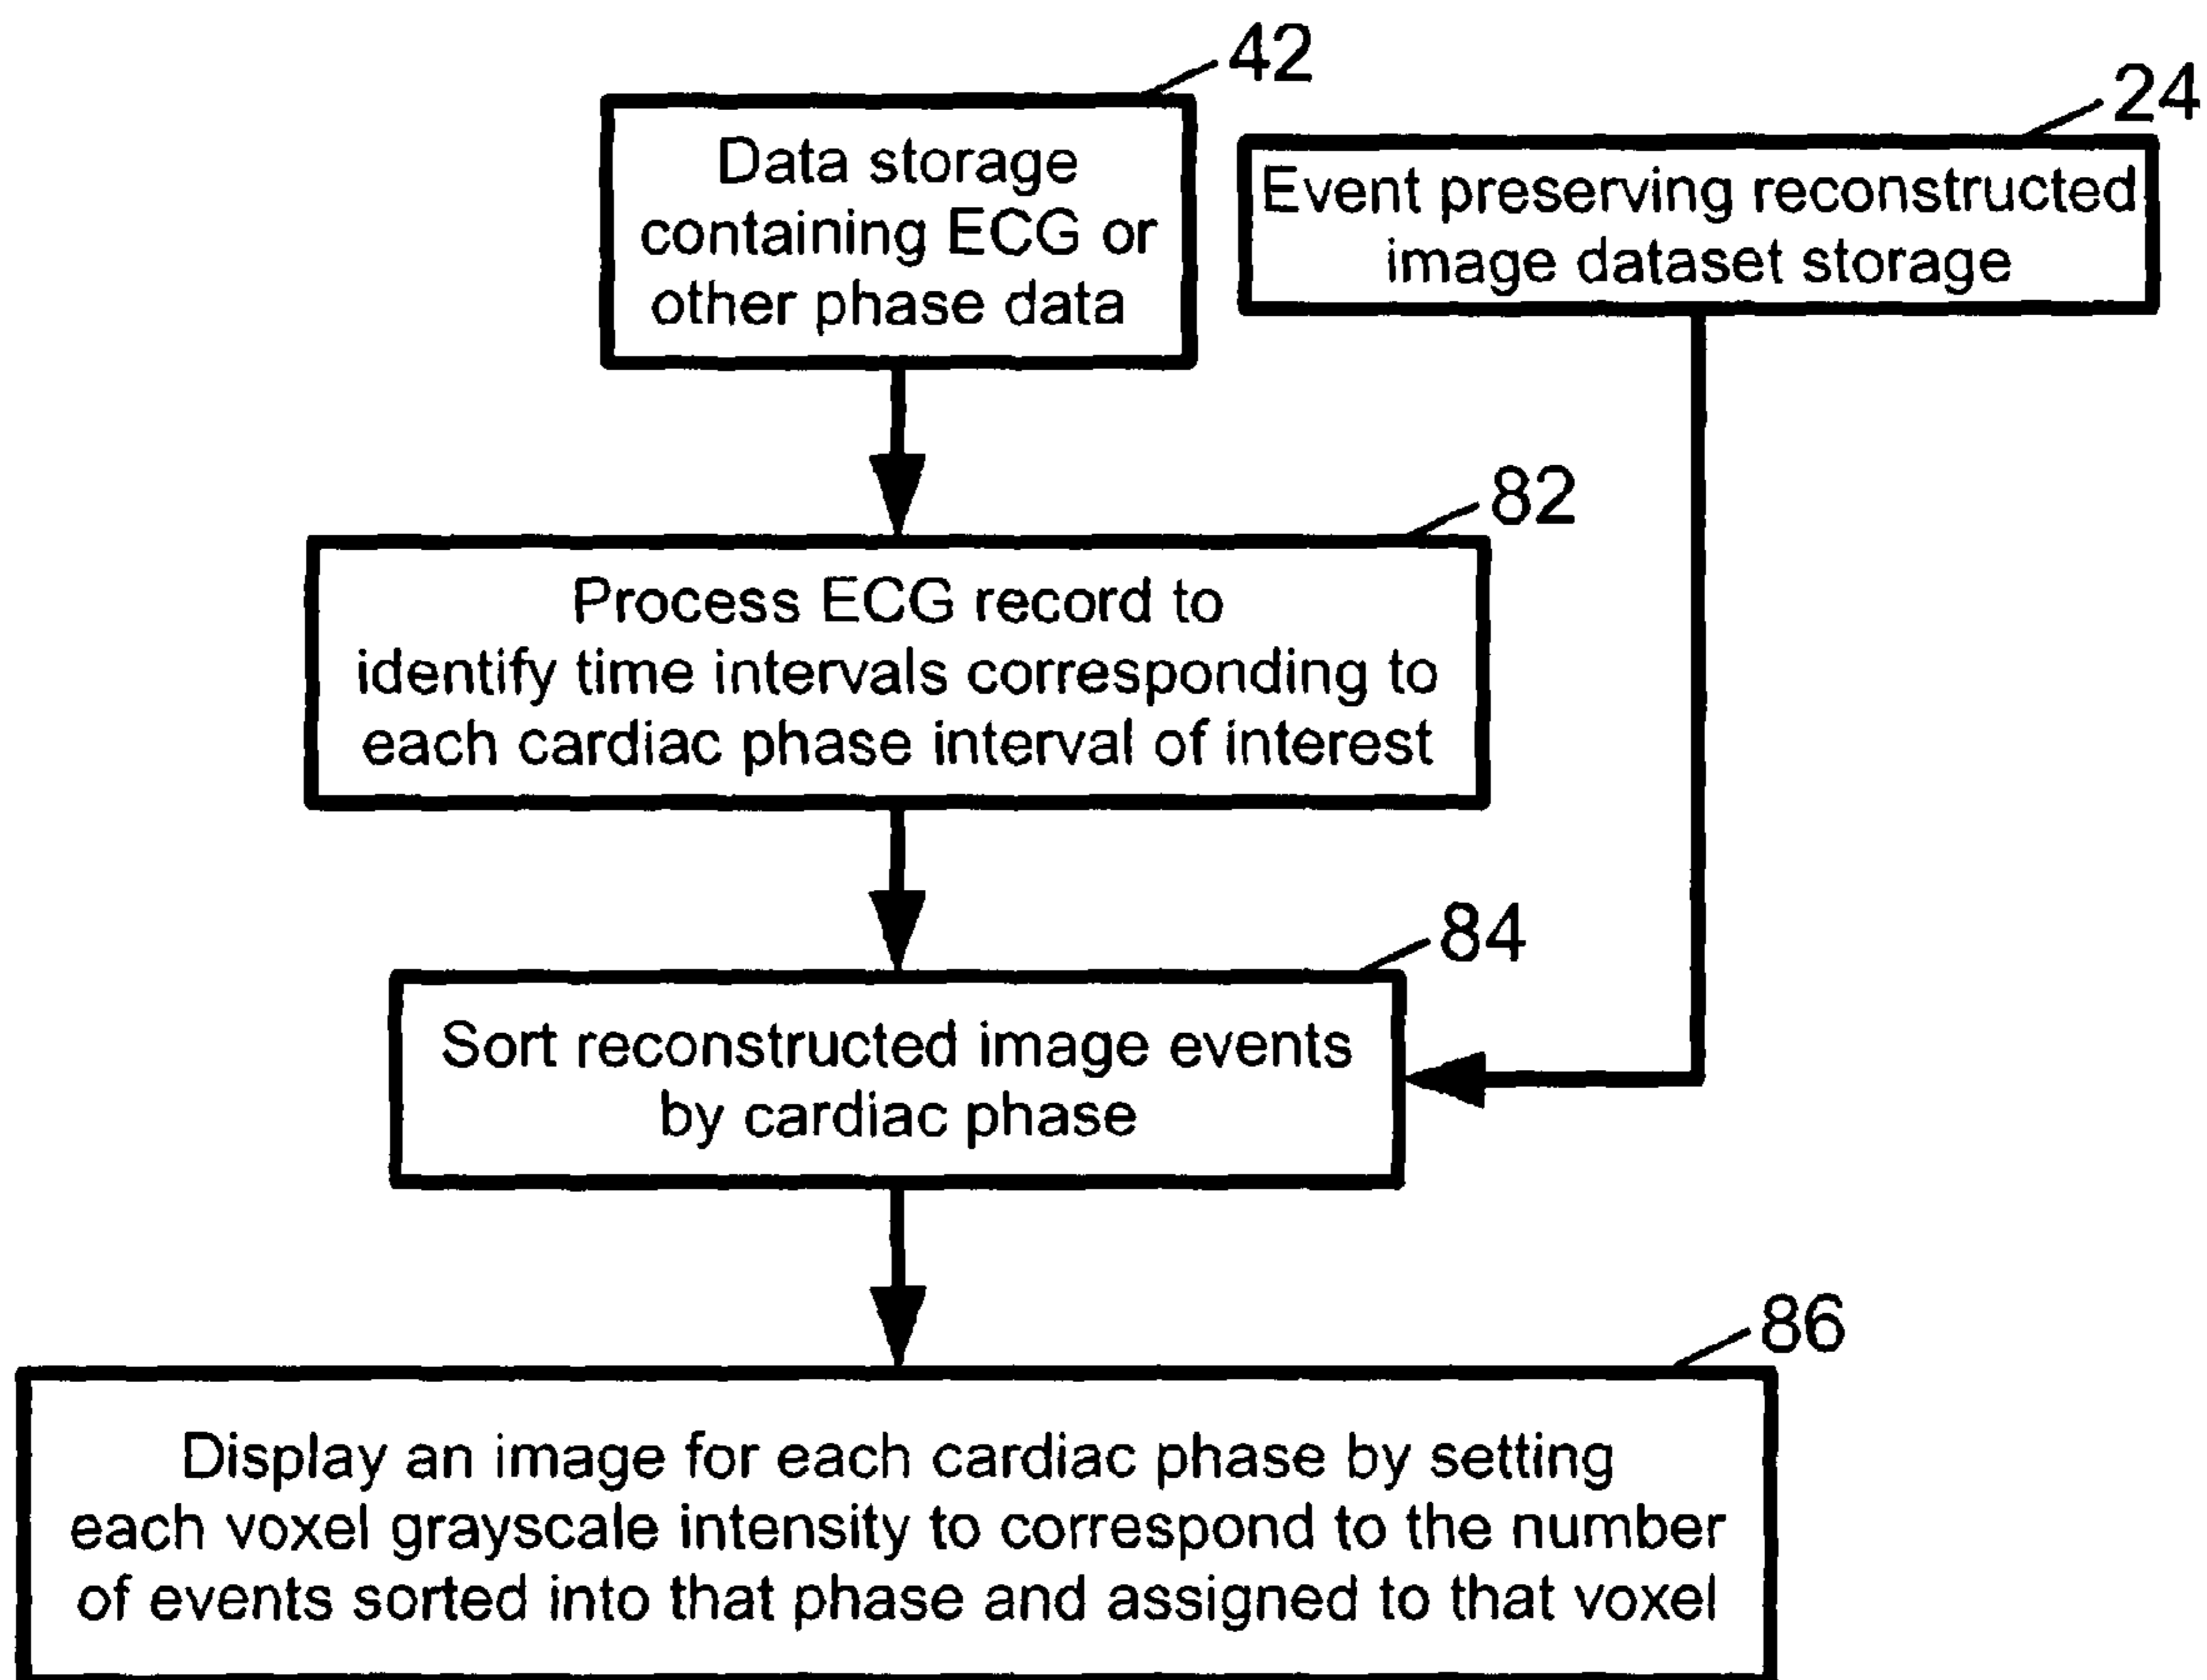 42
Data storage
containing ECG or
other phase data
24
Event preserving reconstructed
image dataset storage
82
Process ECG record to
identify time intervals corresponding to
each cardiac phase interval of interest
84
Sort reconstructed image events
by cardiac phase
86
Display an image for each cardiac phase by setting
each voxel grayscale intensity to correspond to the number
of events sorted into that phase and assigned to that voxel